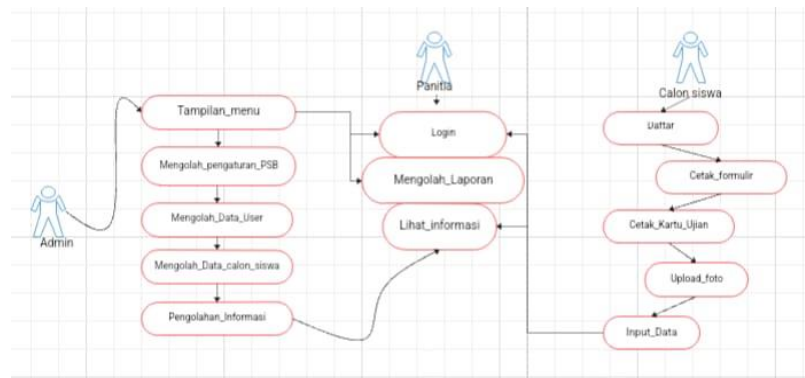 Panitia
Calon siswa
Tampilan_menu
Login
Daftar
Mengolah_pengaturan_PSB
Mengolah_Laporan
Cetak_formulir
Mengolah_Data_User
Lihat_informasi
Cetak_Kartu_Ujian
Admin
Mengolah_Data_calon_siswa
Upload_foto
Pengolahan_Informasi
Input_Data